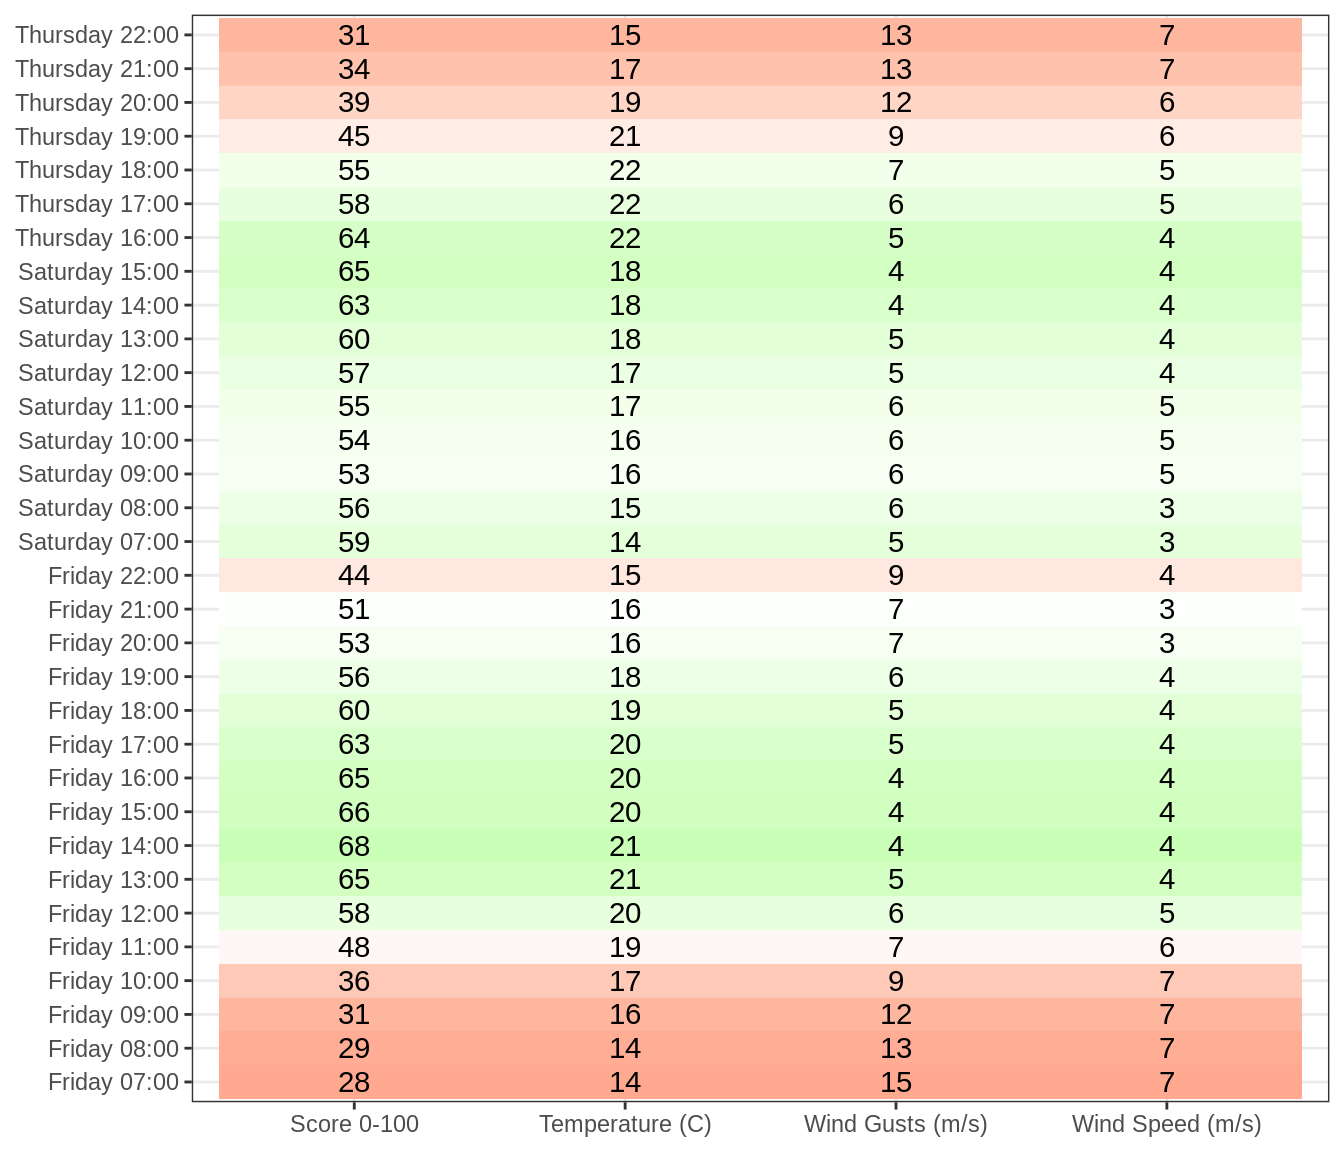 Thursday 22:00 31 15 13 7
Thursday 21:00 34 17 13 7
Thursday 20:00 39 19 12 6
Thursday 19:00 45 21 9 6
Thursday 18:00 55 22 7 5
Thursday 17:00 58 22 6 5
Thursday 16:00 64 22 5 4
Saturday 15:00 65 18 4 4
Saturday 14:00 63 18 4 4
Saturday 13:00 60 18 5 4
Saturday 12:00 57 17 5 4
Saturday 11:00 55 17 6 5
Saturday 10:00 54 16 6 5
Saturday 09:00 53 16 6 5
Saturday 08:00 56 15 6 3
Saturday 07:00 59 14 5 3
Friday 22:00 44 15 9 4
Friday 21:00 51 16 7 3
Friday 20:00 53 16 7 3
Friday 19:00 56 18 6 4
Friday 18:00 60 19 5 4
Friday 17:00 63 20 5 4
Friday 16:00 65 20 4 4
Friday 15:00 66 20 4 4
Friday 14:00 68 21 4 4
Friday 13:00 65 21 5 4
Friday 12:00 58 20 6 5
Friday 11:00 48 19 7 6
Friday 10:00 36 17 9 7
Friday 09:00 31 16 12 7
Friday 08:00 29 14 13 7
Friday 07:00 28 14 15 7
Score 0-100 Temperature (C) Wind Gusts (m/s) Wind Speed (m/s)